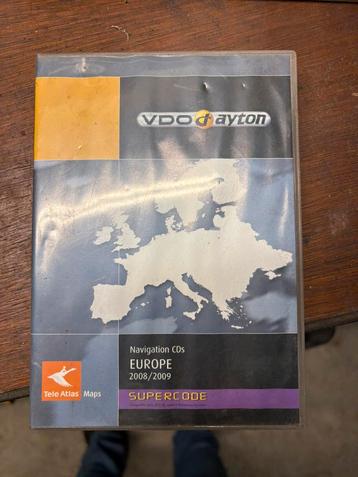 VDO dayton
Navigation CDs
EUROPE
2008/2009
Tele Atlas Maps
SUPERCODE